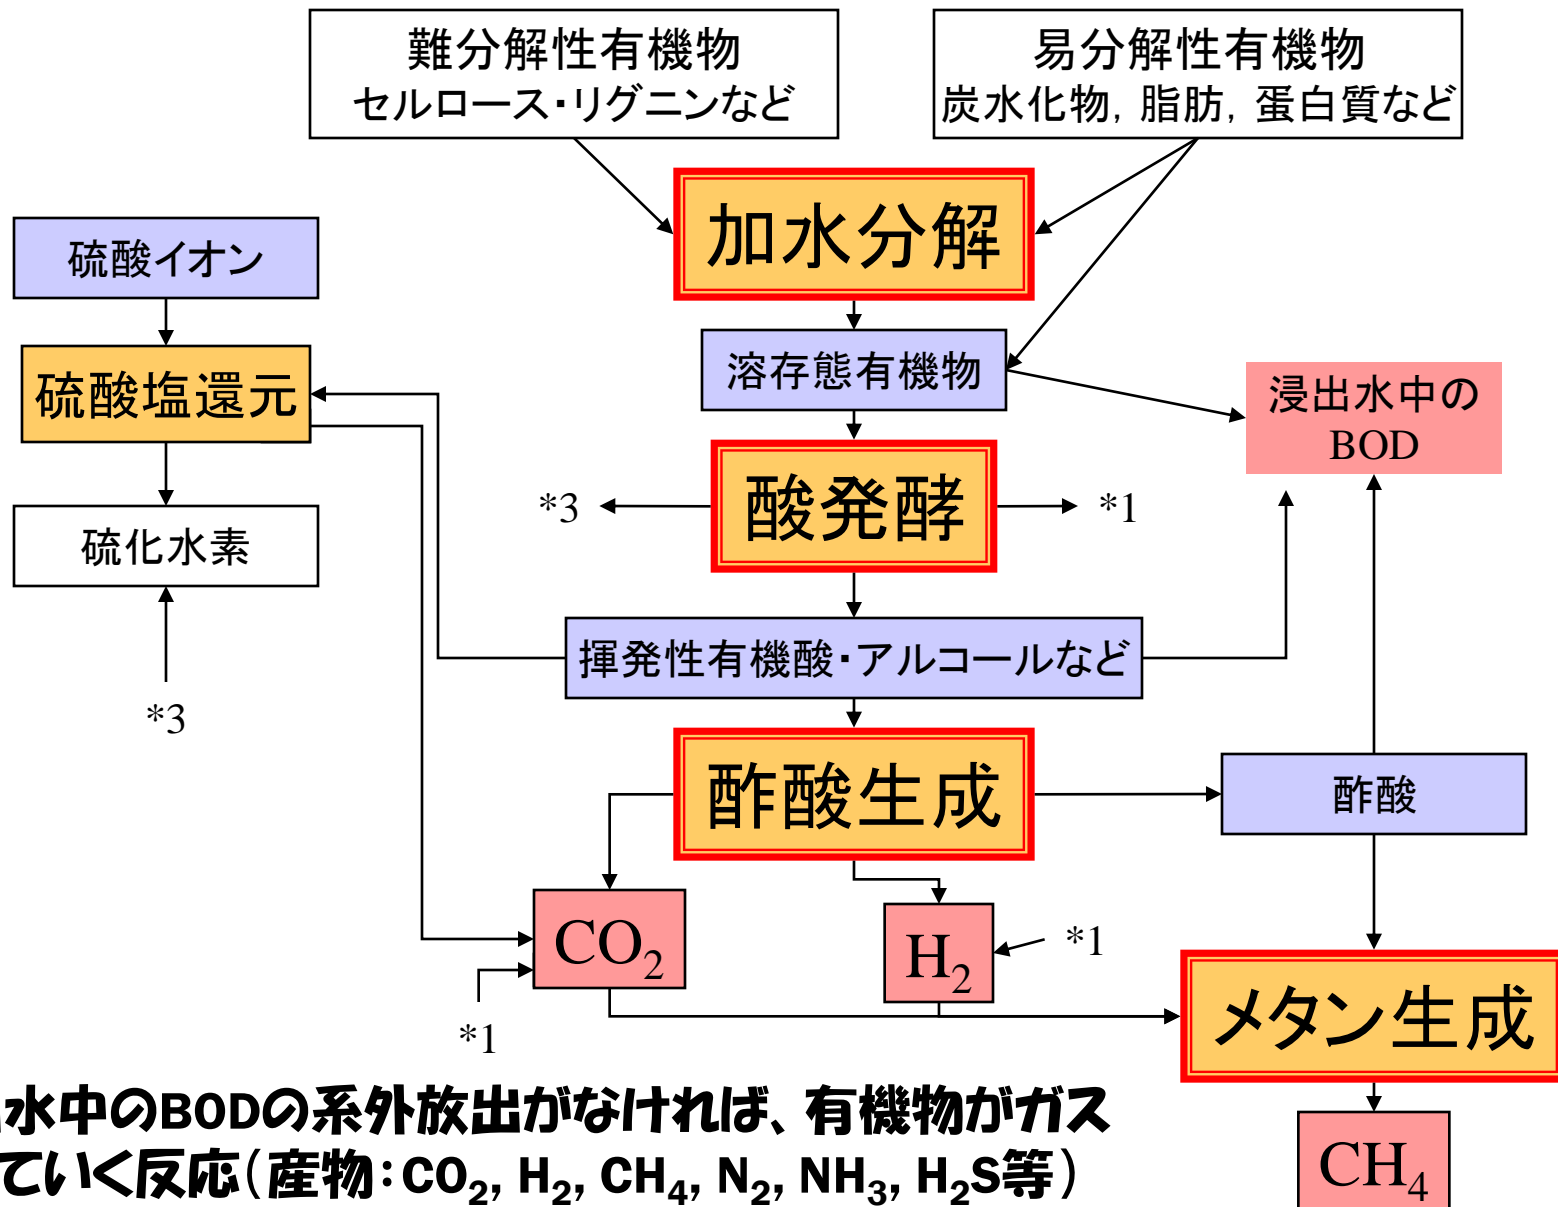 難分解性有機物
セルロース・リグニンなど
易分解性有機物
炭水化物, 脂肪, 蛋白質など
加水分解
硫酸イオン
溶存態有機物
硫酸塩還元
浸出水中の
BOD
*3
酸発酵
*1
硫化水素
揮発性有機酸・アルコールなど
*3
酢酸生成
酢酸
CO2
H2
*1
*1
メタン生成
水中のBODの系外放出がなければ、有機物がガス
ていく反応(産物:CO2, H2, CH4, N2, NH3, H2S等)
CH4